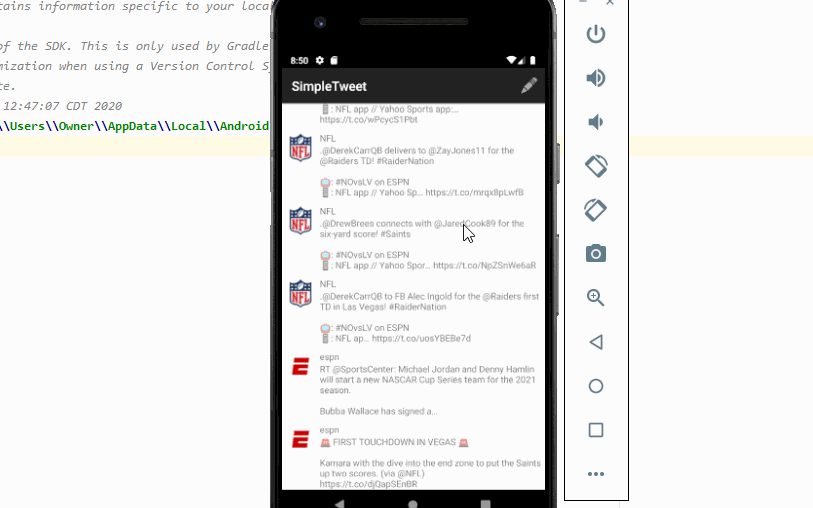 tains information specific to your loca
of the SDK. This is only used by Gradle
mization when using a Version Control Sy
te.
12:47:07 CDT 2020
\\Users\\Owner\\AppData\\Local\\Android
8:50
SimpleTweet
: NFL app // Yahoo Sports app:...
https://t.co/wPcycS1Pbt
NFL
.@DerekCarrQB delivers to @ZayJones11 for the
@Raiders TD! #RaiderNation
: #NOvsLV on ESPN
: NFL app // Yahoo Sp... https://t.co/mrqx8pLwfB
NFL
.@DrewBrees connects with @JaredCook89 for the
six-yard score! #Saints
: #NOvsLV on ESPN
: NFL app // Yahoo Spor... https://t.co/NpZSnWe6aR
NFL
.@DerekCarrQB to FB Alec Ingold for the @Raiders first
TD in Las Vegas! #RaiderNation
: #NOvsLV on ESPN
: NFL ap... https://t.co/uosYBEBe7d
espn
RT @SportsCenter: Michael Jordan and Denny Hamlin
will start a new NASCAR Cup Series team for the 2021
season.
Bubba Wallace has signed a...
espn
FIRST TOUCHDOWN IN VEGAS
Kamara with the dive into the end zone to put the Saints
up two scores. (via @NFL)
https://t.co/djQapSEnBR